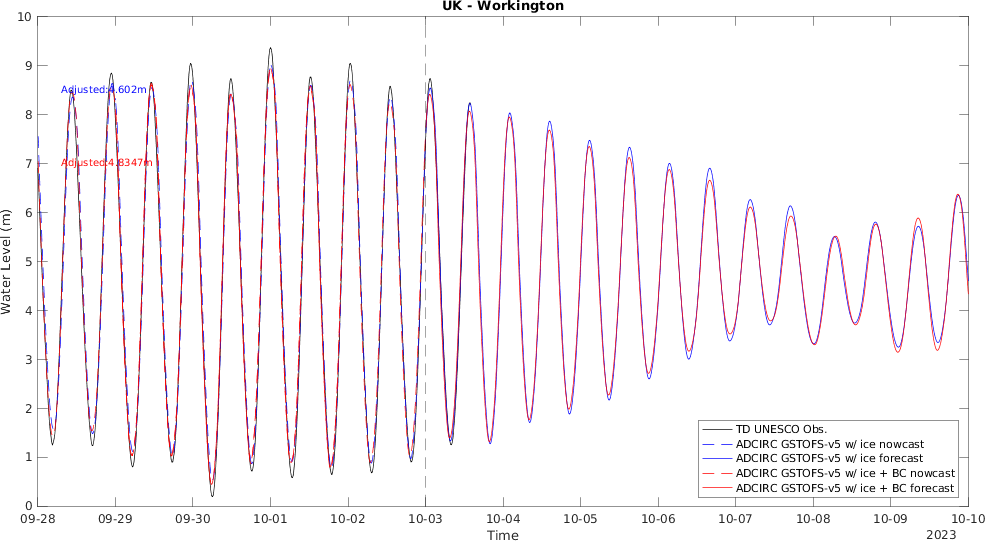 UK - Workington
10
9
8
7
6
5
4
3
2
1
0
Water Level (m)
Adjusted:4.602m
Adjusted:4.8347m
TD UNESCO Obs.
ADCIRC GSTOFS-v5 w/ ice nowcast
ADCIRC GSTOFS-v5 w/ ice forecast
ADCIRC GSTOFS-v5 w/ ice + BC nowcast
ADCIRC GSTOFS-v5 w/ ice + BC forecast
09-28 09-29 09-30 10-01 10-02 10-03 10-04 10-05 10-06 10-07 10-08 10-09 10-10
Time
2023